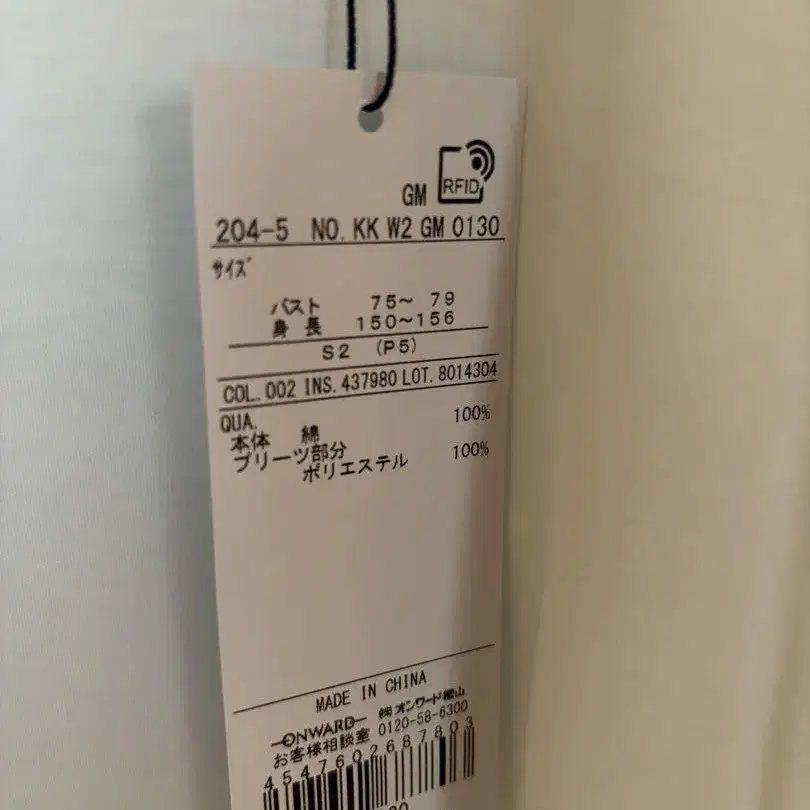 GM RFID
204-5 NO. KK W2 GM 0130
サイズ
バスト 75～ 79
身 長 150～156
S2 (P5)
COL. 002 INS. 437980 LOT. 8014304
QUA.
本体 綿 100%
プリーツ部分
ポリエステル 100%
MADE IN CHINA
ONWARD ㈱オンワード樫山
お客様相談室 0120-58-6300
4547602687803